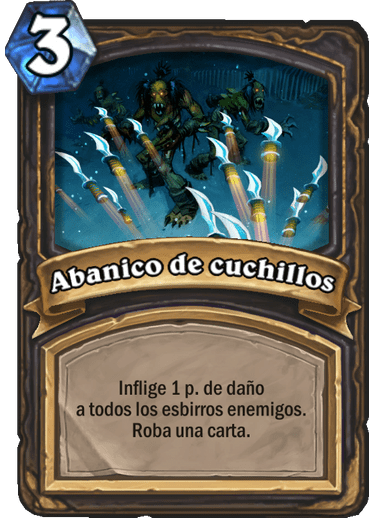 3
Abanico de cuchillos
Inflige 1 p. de daño
a todos los esbirros enemigos.
Roba una carta.